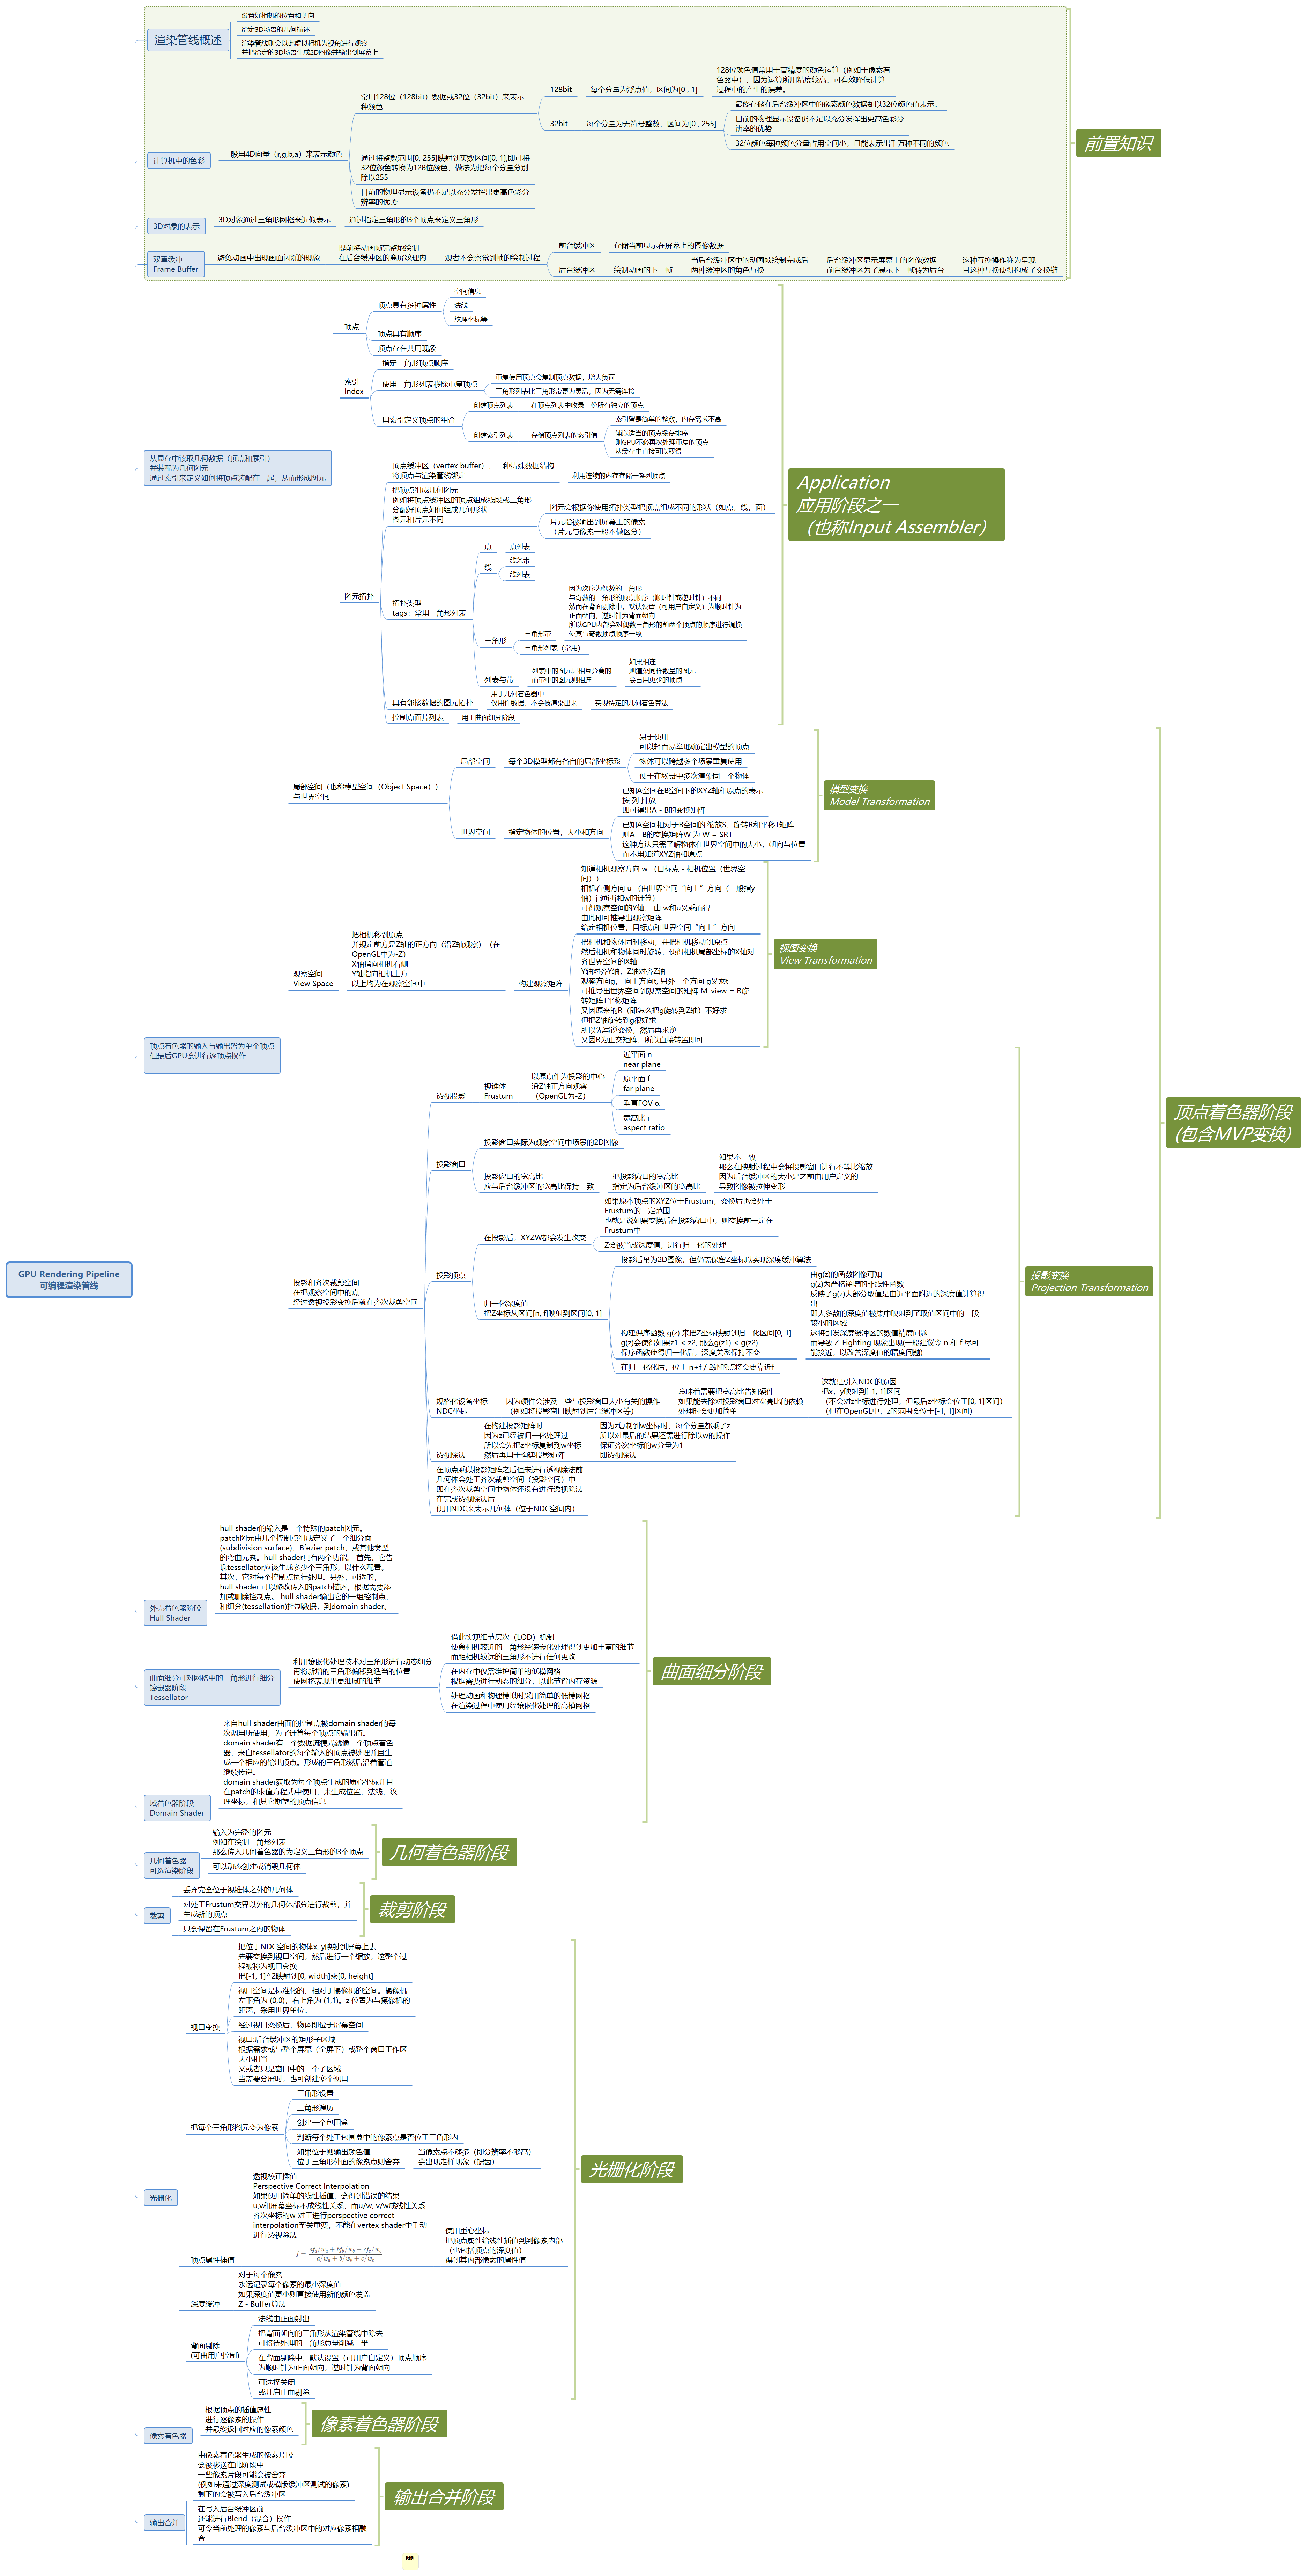 GPU Rendering Pipeline
可编程渲染管线
渲染管线概述
设置好相机的位置和朝向
给定3D场景的几何描述
渲染管线则会以此虚拟相机为视角进行观察
并把给定的3D场景生成2D图像并输出到屏幕上
计算机中的色彩
一般用4D向量（r,g,b,a）来表示颜色
常用128位（128bit）数据或32位（32bit）来表示一
种颜色
128bit
每个分量为浮点值，区间为[0 , 1]
128位颜色值常用于高精度的颜色运算（例如于像素着
色器中），因为运算所用精度较高，可有效降低计算
过程中的产生的误差。
32bit
每个分量为无符号整数，区间为[0 , 255]
最终存储在后台缓冲区中的像素颜色数据却以32位颜色值表示。
目前的物理显示设备仍不足以充分发挥出更高色彩分
辨率的优势
32位颜色每种颜色分量占用空间小，且能表示出千万种不同的颜色
通过将整数范围[0, 255]映射到实数区间[0, 1],即可将
32位颜色转换为128位颜色，做法为把每个分量分别
除以255
目前的物理显示设备仍不足以充分发挥出更高色彩分
辨率的优势
3D对象的表示
3D对象通过三角形网格来近似表示
通过指定三角形的3个顶点来定义三角形
双重缓冲
Frame Buffer
避免动画中出现画面闪烁的现象
提前将动画帧完整地绘制
在后台缓冲区的离屏纹理内
观者不会察觉到帧的绘制过程
前台缓冲区
存储当前显示在屏幕上的图像数据
后台缓冲区
绘制动画的下一帧
当后台缓冲区中的动画帧绘制完成后
两种缓冲区的角色互换
后台缓冲区显示屏幕上的图像数据
前台缓冲区为了展示下一帧转为后台
这种互换操作称为呈现
且这种互换使得构成了交换链
前置知识
从显存中读取几何数据（顶点和索引）
并装配为几何图元
通过索引来定义如何将顶点装配在一起，从而形成图元
顶点
顶点具有多种属性
空间信息
法线
纹理坐标等
顶点具有顺序
顶点存在共用现象
索引
Index
指定三角形顶点顺序
使用三角形列表移除重复顶点
重复使用顶点会复制顶点数据，增大负荷
三角形列表比三角形带更为灵活，因为无需连接
用索引定义顶点的组合
创建顶点列表
在顶点列表中收录一份所有独立的顶点
创建索引列表
存储顶点列表的索引值
索引皆是简单的整数，内存需求不高
辅以适当的顶点缓存排序
则GPU不必再次处理重复的顶点
从缓存中直接可以取得
图元拓扑
顶点缓冲区（vertex buffer），一种特殊数据结构
将顶点与渲染管线绑定
利用连续的内存存储一系列顶点
把顶点组成几何图元
例如将顶点缓冲区的顶点组成线段或三角形
分配好顶点如何组成几何形状
图元和片元不同
图元会根据你使用拓扑类型把顶点组成不同的形状（如点，线，面）
片元指被输出到屏幕上的像素
（片元与像素一般不做区分）
拓扑类型
tags：常用三角形列表
点
点列表
线
线条带
线列表
三角形
三角形带
因为次序为偶数的三角形
与奇数的三角形的顶点顺序（顺时针或逆时针）不同
然而在背面剔除中，默认设置（可用户自定义）为顺时针为
正面朝向，逆时针为背面朝向
所以GPU内部会对偶数三角形的前两个顶点的顺序进行调换
使其与奇数顶点顺序一致
三角形列表（常用）
列表与带
列表中的图元是相互分离的
而带中的图元则相连
如果相连
则渲染同样数量的图元
会占用更少的顶点
具有邻接数据的图元拓扑
用于几何着色器中
仅用作数据，不会被渲染出来
实现特定的几何着色算法
控制点面片列表
用于曲面细分阶段
Application
应用阶段之一
（也称Input Assembler）
顶点着色器的输入与输出皆为单个顶点
但最后GPU会进行逐顶点操作
局部空间（也称模型空间（Object Space））
与世界空间
局部空间
每个3D模型都有各自的局部坐标系
易于使用
可以轻而易举地确定出模型的顶点
物体可以跨越多个场景重复使用
便于在场景中多次渲染同一个物体
世界空间
指定物体的位置，大小和方向
已知A空间在B空间下的XYZ轴和原点的表示
按 列 排放
即可得出A - B的变换矩阵
已知A空间相对于B空间的 缩放S，旋转R和平移T矩阵
则A - B的变换矩阵W 为 W = SRT
这种方法只需了解物体在世界空间中的大小，朝向与位置
而不用知道XYZ轴和原点
模型变换
Model Transformation
观察空间
View Space
把相机移到原点
并规定前方是Z轴的正方向（沿Z轴观察）（在
OpenGL中为-Z）
X轴指向相机右侧
Y轴指向相机上方
以上均为在观察空间中
构建观察矩阵
知道相机观察方向 w （目标点 - 相机位置（世界空
间））
相机右侧方向 u （由世界空间“向上”方向（一般指y
轴）j 通过j和w的计算）
可得观察空间的Y轴， 由 w和u叉乘而得
由此即可推导出观察矩阵
给定相机位置，目标点和世界空间“向上”方向
把相机和物体同时移动，并把相机移动到原点
然后相机和物体同时旋转，使得相机局部坐标的X轴对
齐世界空间的X轴
Y轴对齐Y轴，Z轴对齐Z轴
观察方向g， 向上方向t, 另外一个方向 g叉乘t
可推导出世界空间到观察空间的矩阵 M_view = R旋
转矩阵T平移矩阵
又因原来的R（即怎么把g旋转到Z轴）不好求
但把Z轴旋转到g很好求
所以先写逆变换，然后再求逆
又因R为正交矩阵，所以直接转置即可
视图变换
View Transformation
投影和齐次裁剪空间
在把观察空间中的点
经过透视投影变换后就在齐次裁剪空间
透视投影
视锥体
Frustum
以原点作为投影的中心
沿Z轴正方向观察
（OpenGL为-Z）
近平面 n
near plane
原平面 f
far plane
垂直FOV α
宽高比 r
aspect ratio
投影窗口
投影窗口实际为观察空间中场景的2D图像
投影窗口的宽高比
应与后台缓冲区的宽高比保持一致
把投影窗口的宽高比
指定为后台缓冲区的宽高比
如果不一致
那么在映射过程中会将投影窗口进行不等比缩放
因为后台缓冲区的大小是之前由用户定义的
导致图像被拉伸变形
投影顶点
在投影后，XYZW都会发生改变
如果原本顶点的XYZ位于Frustum，变换后也会处于
Frustum的一定范围
也就是说如果变换后在投影窗口中，则变换前一定在
Frustum中
Z会被当成深度值，进行归一化的处理
归一化深度值
把Z坐标从区间[n, f]映射到区间[0, 1]
投影后虽为2D图像，但仍需保留Z坐标以实现深度缓冲算法
构建保序函数 g(z) 来把Z坐标映射到归一化区间[0, 1]
g(z)会使得如果z1 < z2, 那么g(z1) < g(z2)
保序函数使得归一化后，深度关系保持不变
由g(z)的函数图像可知
g(z)为严格递增的非线性函数
反映了g(z)大部分取值是由近平面附近的深度值计算得
出
即大多数的深度值被集中映射到了取值区间中的一段
较小的区域
这将引发深度缓冲区的数值精度问题
而导致 Z-Fighting 现象出现(一般建议令 n 和 f 尽可
能接近，以改善深度值的精度问题)
在归一化化后，位于 n+f / 2处的点将会更靠近f
规格化设备坐标
NDC坐标
因为硬件会涉及一些与投影窗口大小有关的操作
（例如将投影窗口映射到后台缓冲区等）
意味着需要把宽高比告知硬件
如果能去除对投影窗口对宽高比的依赖
处理时会更加简单
这就是引入NDC的原因
把x，y映射到[-1, 1]区间
（不会对z坐标进行处理，但最后z坐标会位于[0, 1]区间）
（但在OpenGL中，z的范围会位于[-1, 1]区间）
透视除法
在构建投影矩阵时
因为z已经被归一化处理过
所以会先把z坐标复制到w坐标
然后再用于构建投影矩阵
因为z复制到w坐标时，每个分量都乘了z
所以对最后的结果还需进行除以w的操作
保证齐次坐标的w分量为1
即透视除法
在顶点乘以投影矩阵之后但未进行透视除法前
几何体会处于齐次裁剪空间（投影空间）中
即在齐次裁剪空间中物体还没有进行透视除法
在完成透视除法后
便用NDC来表示几何体（位于NDC空间内）
投影变换
Projection Transformation
顶点着色器阶段
(包含MVP变换)
外壳着色器阶段
Hull Shader
hull shader的输入是一个特殊的patch图元。
patch图元由几个控制点组成定义了一个细分面
(subdivision surface)，B´ezier patch，或其他类型
的弯曲元素。hull shader具有两个功能。 首先，它告
诉tessellator应该生成多少个三角形，以什么配置。
其次，它对每个控制点执行处理。另外，可选的，
hull shader 可以修改传入的patch描述，根据需要添
加或删除控制点。 hull shader输出它的一组控制点，
和细分(tessellation)控制数据，到domain shader。
曲面细分可对网格中的三角形进行细分
镶嵌器阶段
Tessellator
利用镶嵌化处理技术对三角形进行动态细分
再将新增的三角形偏移到适当的位置
使网格表现出更细腻的细节
借此实现细节层次（LOD）机制
使离相机较近的三角形经镶嵌化处理得到更加丰富的细节
而距相机较远的三角形不进行任何更改
在内存中仅需维护简单的低模网格
根据需要进行动态的细分，以此节省内存资源
处理动画和物理模拟时采用简单的低模网格
在渲染过程中使用经镶嵌化处理的高模网格
域着色器阶段
Domain Shader
来自hull shader曲面的控制点被domain shader的每
次调用所使用，为了计算每个顶点的输出值。
domain shader有一个数据流模式就像一个顶点着色
器，来自tessellator的每个输入的顶点被处理并且生
成一个相应的输出顶点。形成的三角形然后沿着管道
继续传递。
domain shader获取为每个顶点生成的质心坐标并且
在patch的求值方程式中使用，来生成位置，法线，纹
理坐标，和其它期望的顶点信息
曲面细分阶段
几何着色器
可选渲染阶段
输入为完整的图元
例如在绘制三角形列表
那么传入几何着色器的为定义三角形的3个顶点
可以动态创建或销毁几何体
几何着色器阶段
裁剪
丢弃完全位于视锥体之外的几何体
对处于Frustum交界以外的几何体部分进行裁剪，并
生成新的顶点
只会保留在Frustum之内的物体
裁剪阶段
光栅化
视口变换
把位于NDC空间的物体x, y映射到屏幕上去
先要变换到视口空间，然后进行一个缩放，这整个过
程被称为视口变换
把[-1, 1]^2映射到[0, width]乘[0, height]
视口空间是标准化的，相对于摄像机的空间。摄像机
左下角为 (0,0)，右上角为 (1,1)。z 位置为与摄像机的
距离，采用世界单位。
经过视口变换后，物体即位于屏幕空间
视口:后台缓冲区的矩形子区域
根据需求或与整个屏幕（全屏下）或整个窗口工作区
大小相当
又或者只是窗口中的一个子区域
当需要分屏时，也可创建多个视口
把每个三角形图元变为像素
三角形设置
三角形遍历
创建一个包围盒
判断每个处于包围盒中的像素点是否位于三角形内
如果位于则输出颜色值
位于三角形外面的像素点则舍弃
当像素点不够多（即分辨率不够高）
会出现走样现象（锯齿）
顶点属性插值
透视校正插值
Perspective Correct Interpolation
如果使用简单的线性插值，会得到错误的结果
u,v和屏幕坐标不成线性关系，而u/w, v/w成线性关系
齐次坐标的w 对于进行perspective correct
interpolation至关重要，不能在vertex shader中手动
进行透视除法
f = (af_a/w_a + bf_b/w_b + cf_c/w_c) / (a/w_a + b/w_b + c/w_c)
使用重心坐标
把顶点属性给线性插值到到像素内部
（也包括顶点的深度值）
得到其内部像素的属性值
深度缓冲
对于每个像素
永远记录每个像素的最小深度值
如果深度值更小则直接使用新的颜色覆盖
Z - Buffer算法
背面剔除
(可由用户控制)
法线由正面射出
把背面朝向的三角形从渲染管线中除去
可将待处理的三角形总量削减一半
在背面剔除中，默认设置（可用户自定义）顶点顺序
为顺时针为正面朝向，逆时针为背面朝向
可选择关闭
或开启正面剔除
光栅化阶段
像素着色器
根据顶点的插值属性
进行逐像素的操作
并最终返回对应的像素颜色
像素着色器阶段
输出合并
由像素着色器生成的像素片段
会被移送在此阶段中
一些像素片段可能会被舍弃
(例如未通过深度测试或模版缓冲区测试的像素)
剩下的会被写入后台缓冲区
在写入后台缓冲区前
还能进行Blend（混合）操作
可令当前处理的像素与后台缓冲区中的对应像素相融
合
输出合并阶段
图例